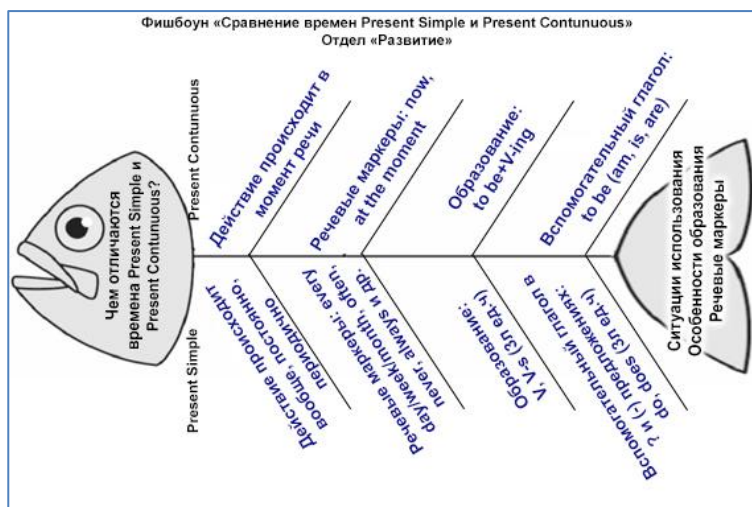 Фишбоун «Сравнение времен Present Simple и Present Contunuous»
Отдел «Развитие»
Чем отличаются
времена Present Simple и
Present Contunuous?
Present Contunuous
Действие происходит в
момент речи
Речевые маркеры: now,
at the moment
Образование:
to be+V-ing
Вспомогательный глагол:
to be (am, is, are)
Present Simple
Действие происходит
вообще, постоянно,
периодично
Речевые маркеры: every
day/week/month, often,
never, always и др.
Образование:
V, V-s (3л ед.ч)
Вспомогательный глагол в
? и (-) предложениях:
do, does (3л ед.ч)
Ситуации использования
Особенности образования
Речевые маркеры